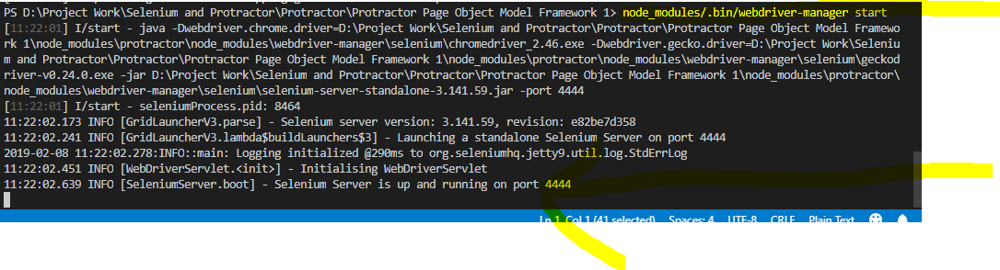 PS D:\Project Work\Selenium and Protractor\Protractor\Protractor Page Object Model Framework 1> node_modules/.bin/webdriver-manager start
[11:22:01] I/start - java -Dwebdriver.chrome.driver=D:\Project Work\Selenium and Protractor\Protractor\Protractor Page Object Model Framewo
rk 1\node_modules\protractor\node_modules\webdriver-manager\selenium\chromedriver_2.46.exe -Dwebdriver.gecko.driver=D:\Project Work\Seleniu
m and Protractor\Protractor\Protractor Page Object Model Framework 1\node_modules\protractor\node_modules\webdriver-manager\selenium\geckod
river-v0.24.0.exe -jar D:\Project Work\Selenium and Protractor\Protractor\Protractor Page Object Model Framework 1\node_modules\protractor\
node_modules\webdriver-manager\selenium\selenium-server-standalone-3.141.59.jar -port 4444
[11:22:01] I/start - seleniumProcess.pid: 8464
11:22:02.173 INFO [GridLauncherV3.parse] - Selenium server version: 3.141.59, revision: e82be7d358
11:22:02.241 INFO [GridLauncherV3.lambda$buildLaunchers$3] - Launching a standalone Selenium Server on port 4444
2019-02-08 11:22:02.278:INFO::main: Logging initialized @290ms to org.seleniumhq.jetty9.util.log.StdErrLog
11:22:02.451 INFO [WebDriverServlet.<init>] - Initialising WebDriverServlet
11:22:02.639 INFO [SeleniumServer.boot] - Selenium Server is up and running on port 4444
Ln 1, Col 1 (41 selected) Spaces: 4 UTF-8 CRLF Plain Text